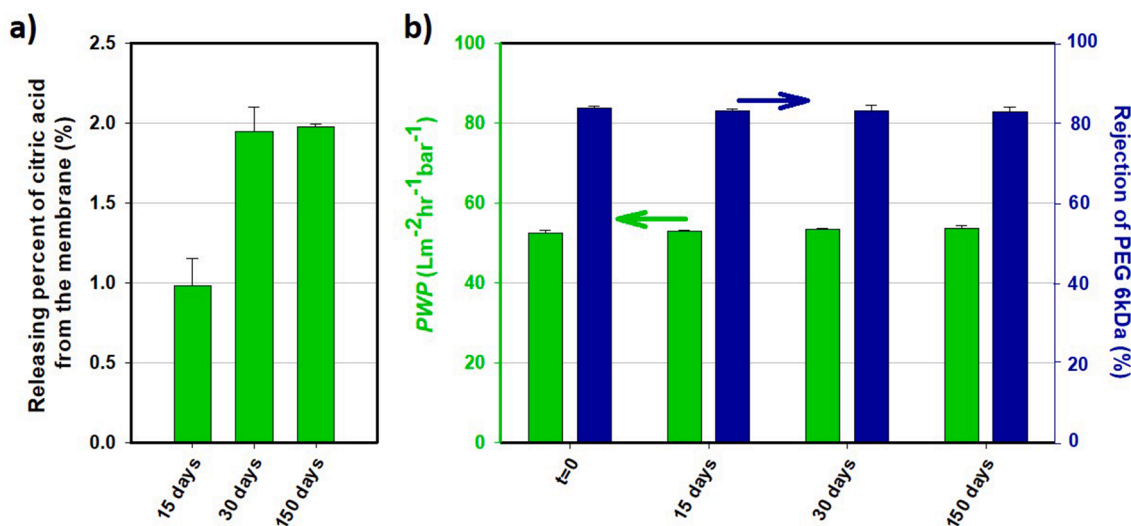 a)
Releasing percent of citric acid
from the membrane (%)
2.5
2.0
1.5
1.0
0.5
0.0
15 days
30 days
150 days
b)
PWP (Lm⁻²hr⁻¹bar⁻¹)
100
80
60
40
20
0
t=0
15 days
30 days
150 days
100
80
60
40
20
0
Rejection of PEG 6kDa (%)